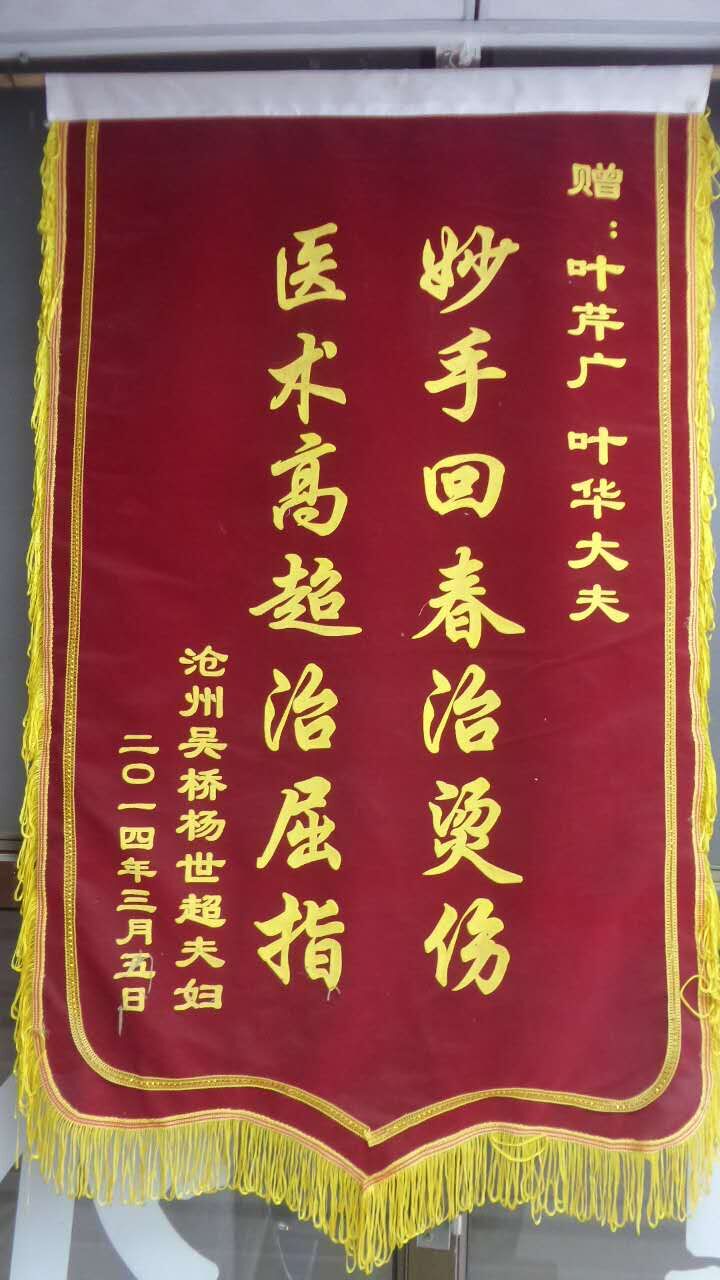 赠：叶芹广 叶华大夫
妙手回春治烫伤
医术高超治屈指
沧州吴桥杨世超夫妇
二〇一四年三月五日